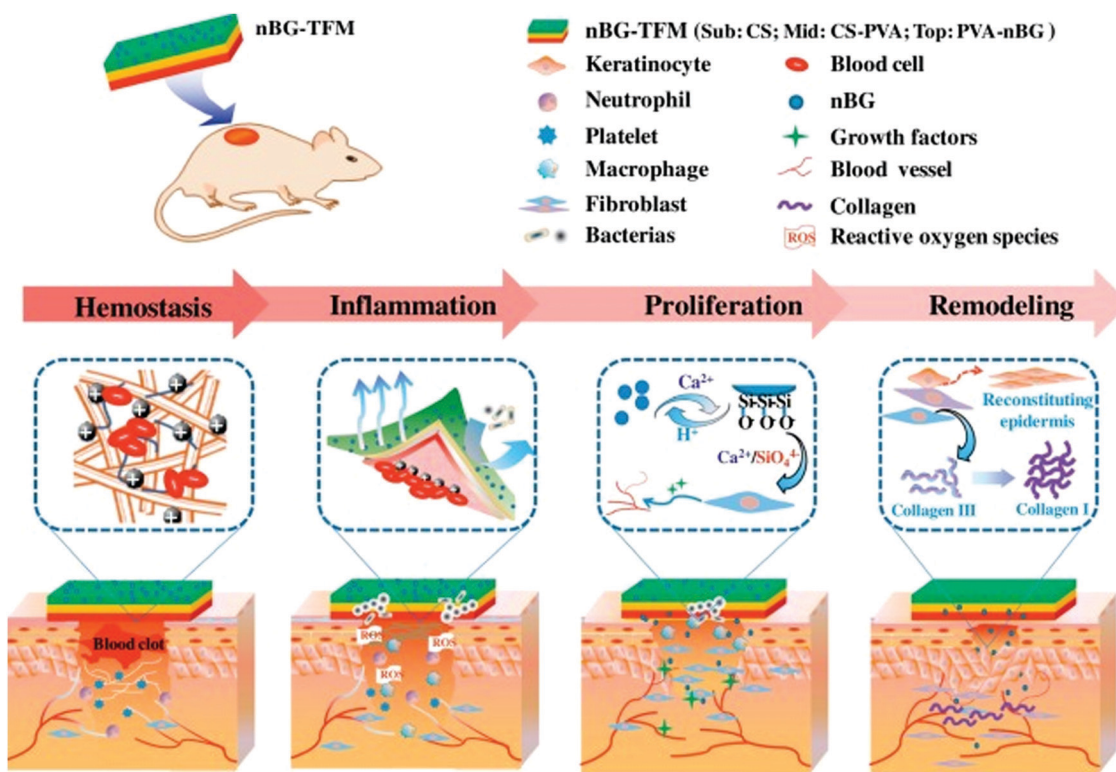 nBG-TFM
nBG-TFM (Sub: CS; Mid: CS-PVA; Top: PVA-nBG )
Keratinocyte
Blood cell
Neutrophil
nBG
Platelet
Growth factors
Macrophage
Blood vessel
Fibroblast
Collagen
Bacterias
ROS Reactive oxygen species
Hemostasis
Inflammation
Proliferation
Remodeling
Ca²⁺
H⁺
Si-Si-Si
O⁻ O⁻ O⁻
Ca²⁺/SiO₄⁴⁻
Reconstituting
epidermis
Collagen III
Collagen I
Blood clot
ROS
ROS
ROS